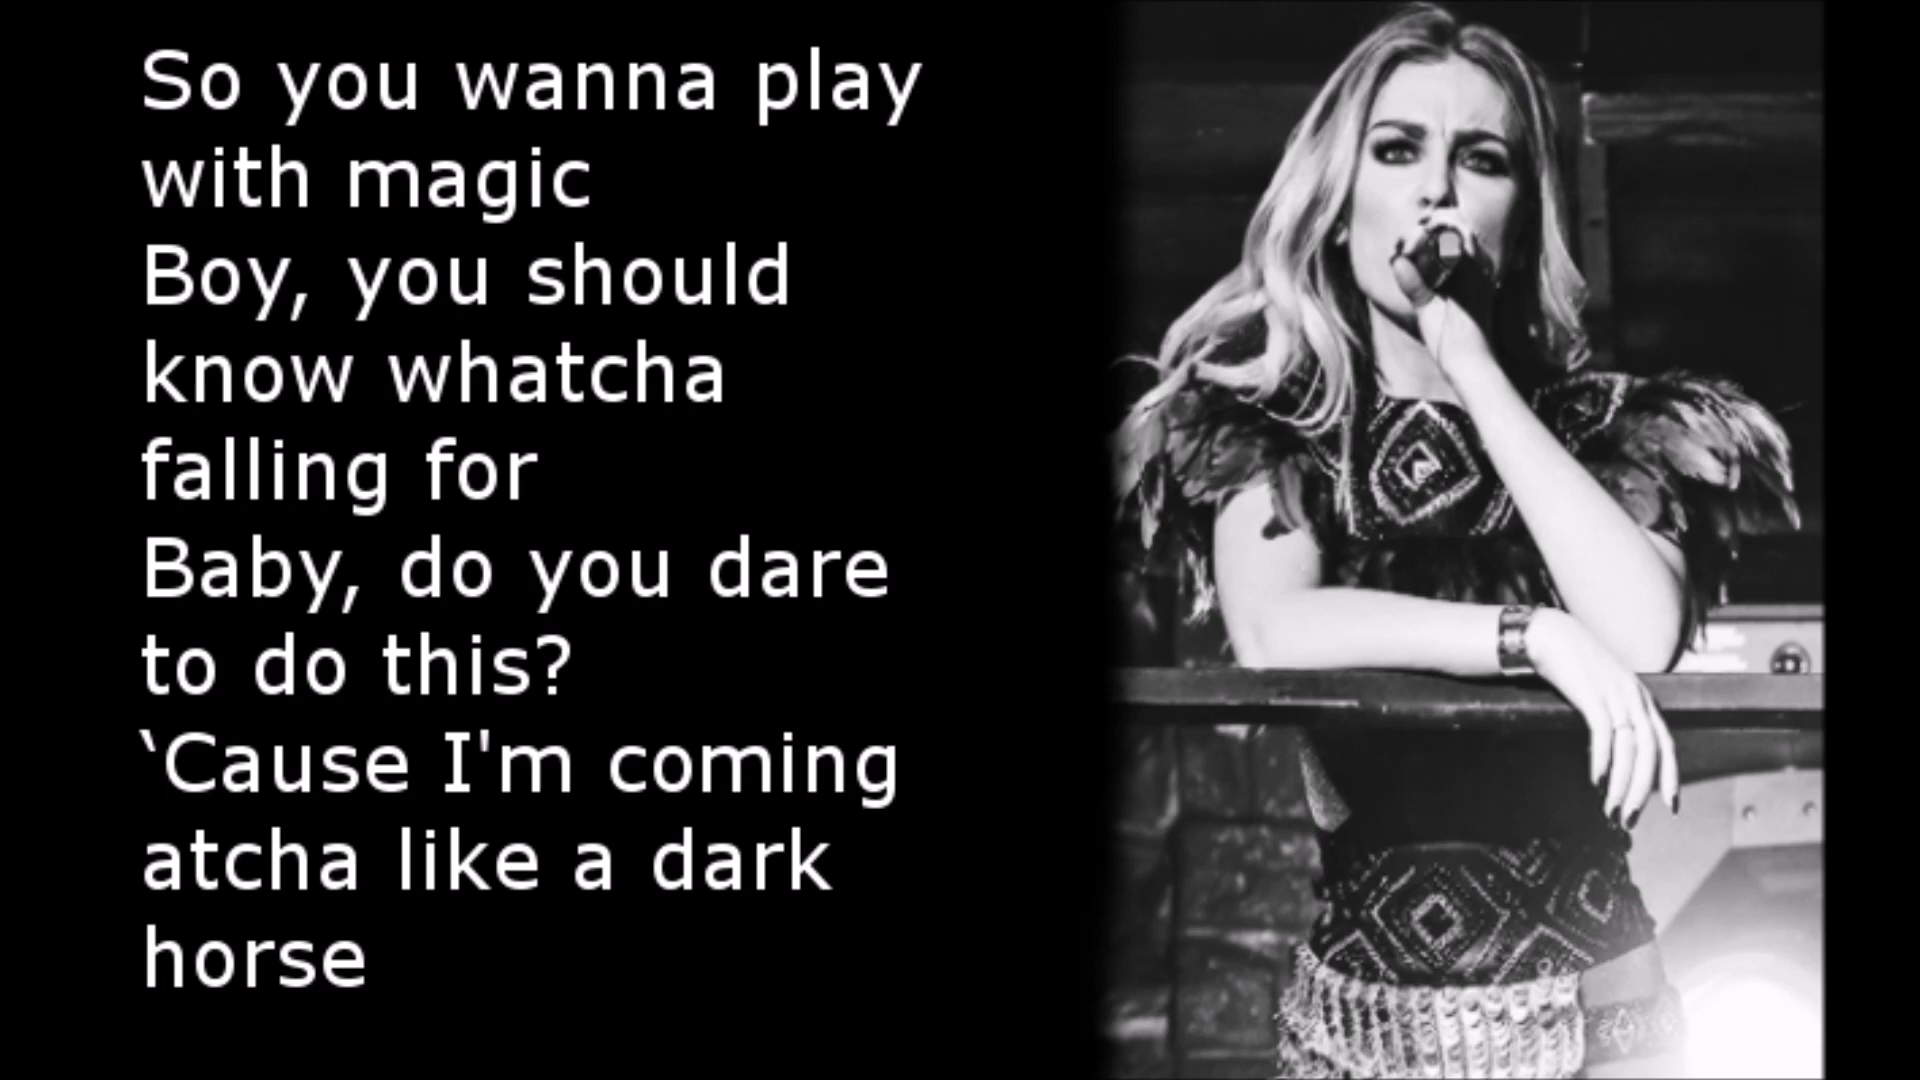 So you wanna play
with magic
Boy, you should
know whatcha
falling for
Baby, do you dare
to do this?
‘Cause I'm coming
atcha like a dark
horse